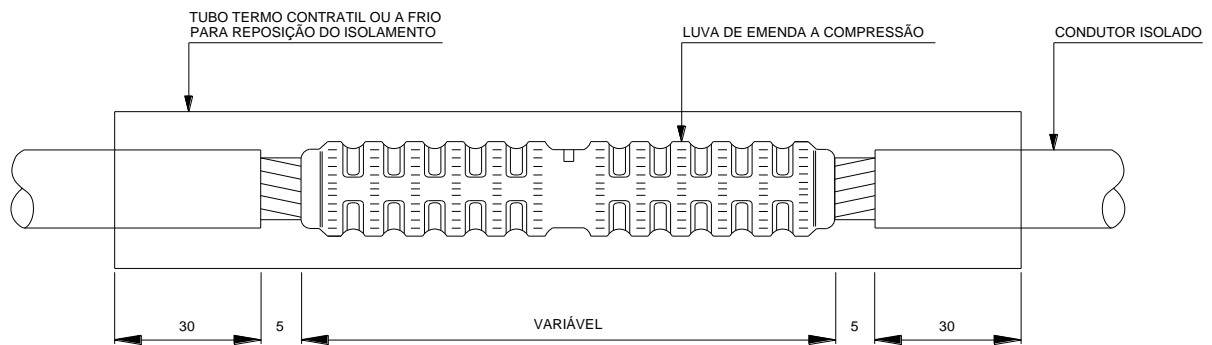 TUBO TERMO CONTRATIL OU A FRIO
PARA REPOSIÇÃO DO ISOLAMENTO
LUVA DE EMENDA A COMPRESSÃO
CONDUTOR ISOLADO
30
5
VARIÁVEL
5
30